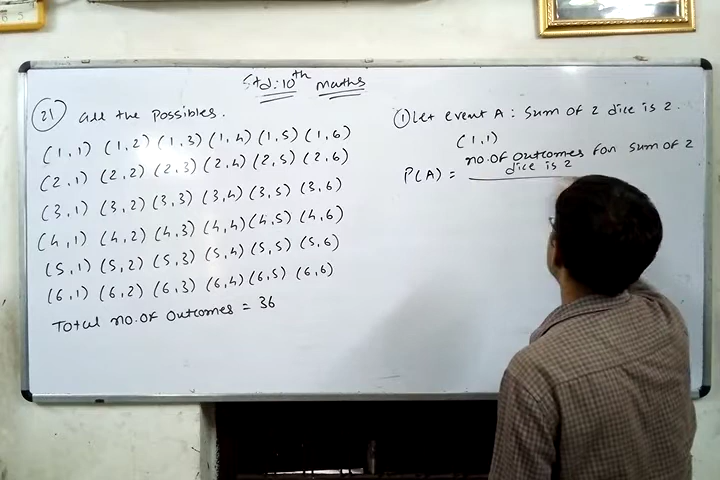 Std:10th maths
21 all the possibles.
(1,1) (1,2) (1,3) (1,4) (1,5) (1,6)
(2,1) (2,2) (2,3) (2,4) (2,5) (2,6)
(3,1) (3,2) (3,3) (3,4) (3,5) (3,6)
(4,1) (4,2) (4,3) (4,4) (4,5) (4,6)
(5,1) (5,2) (5,3) (5,4) (5,5) (5,6)
(6,1) (6,2) (6,3) (6,4) (6,5) (6,6)
Total no.of outcomes = 36
1 Let event A : Sum of 2 dice is 2.
(1,1)
P(A) = no.of outcomes for sum of 2
dice is 2